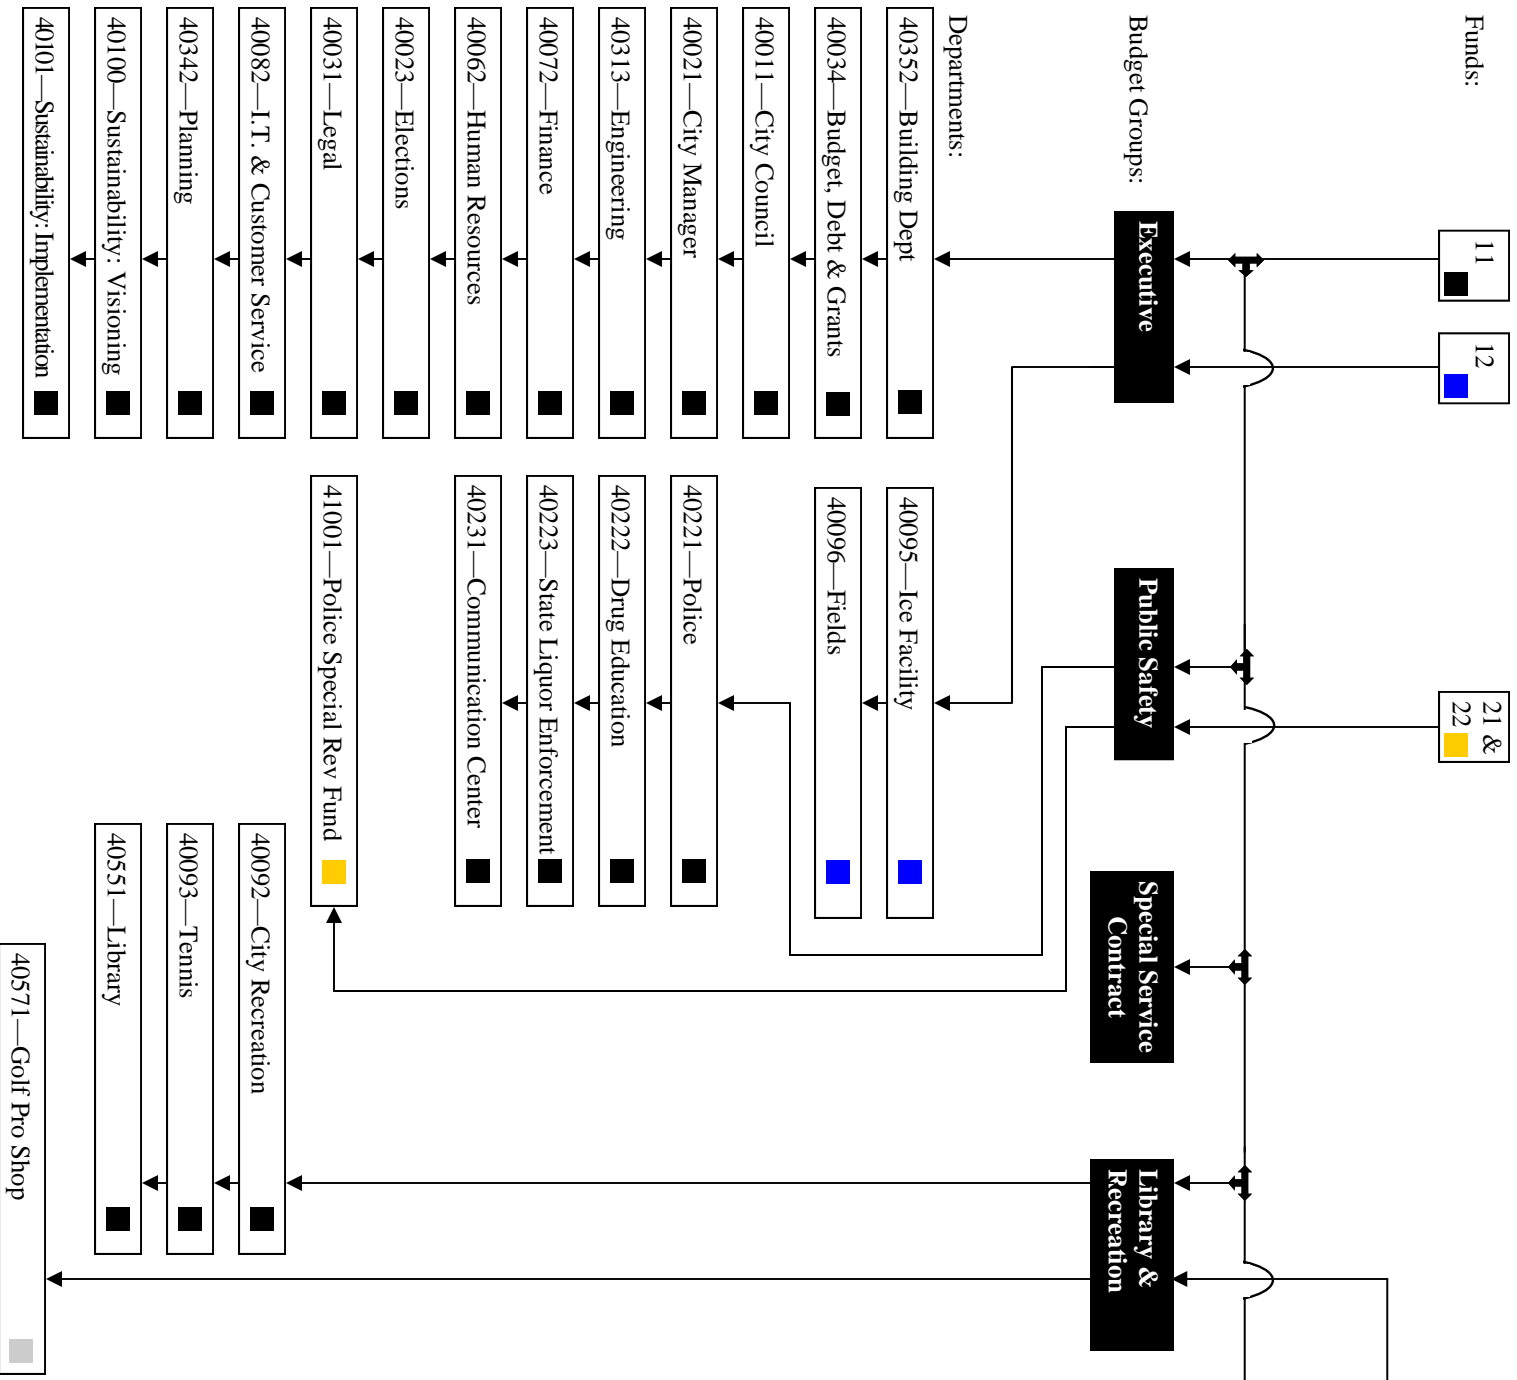 Funds:
11
12
21 &
22
Budget Groups:
Executive
Public Safety
Special Service
Contract
Library &
Recreation
Departments:
40352—Building Dept
40034—Budget, Debt & Grants
40011—City Council
40021—City Manager
40313—Engineering
40072—Finance
40062—Human Resources
40023—Elections
40031—Legal
40082—I.T. & Customer Service
40342—Planning
40100—Sustainability: Visioning
40101—Sustainability: Implementation
40095—Ice Facility
40096—Fields
40221—Police
40222—Drug Education
40223—State Liquor Enforcement
40231—Communication Center
41001—Police Special Rev Fund
40092—City Recreation
40093—Tennis
40551—Library
40571—Golf Pro Shop